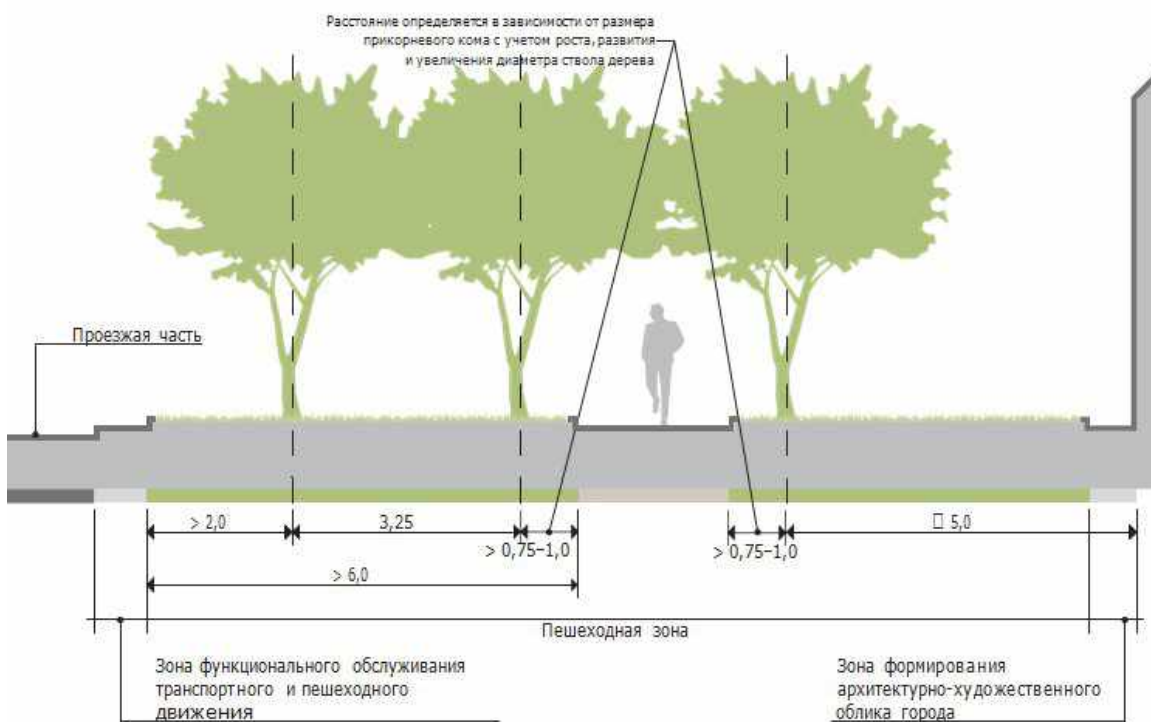 Расстояние определяется в зависимости от размера
прикорневого кома с учетом роста, развития
и увеличения диаметра ствола дерева
Проезжая часть
> 2,0
3,25
> 0,75-1,0
> 0,75-1,0
□ 5,0
> 6,0
Пешеходная зона
Зона функционального обслуживания
транспортного и пешеходного
движения
Зона формирования
архитектурно-художественного
облика города